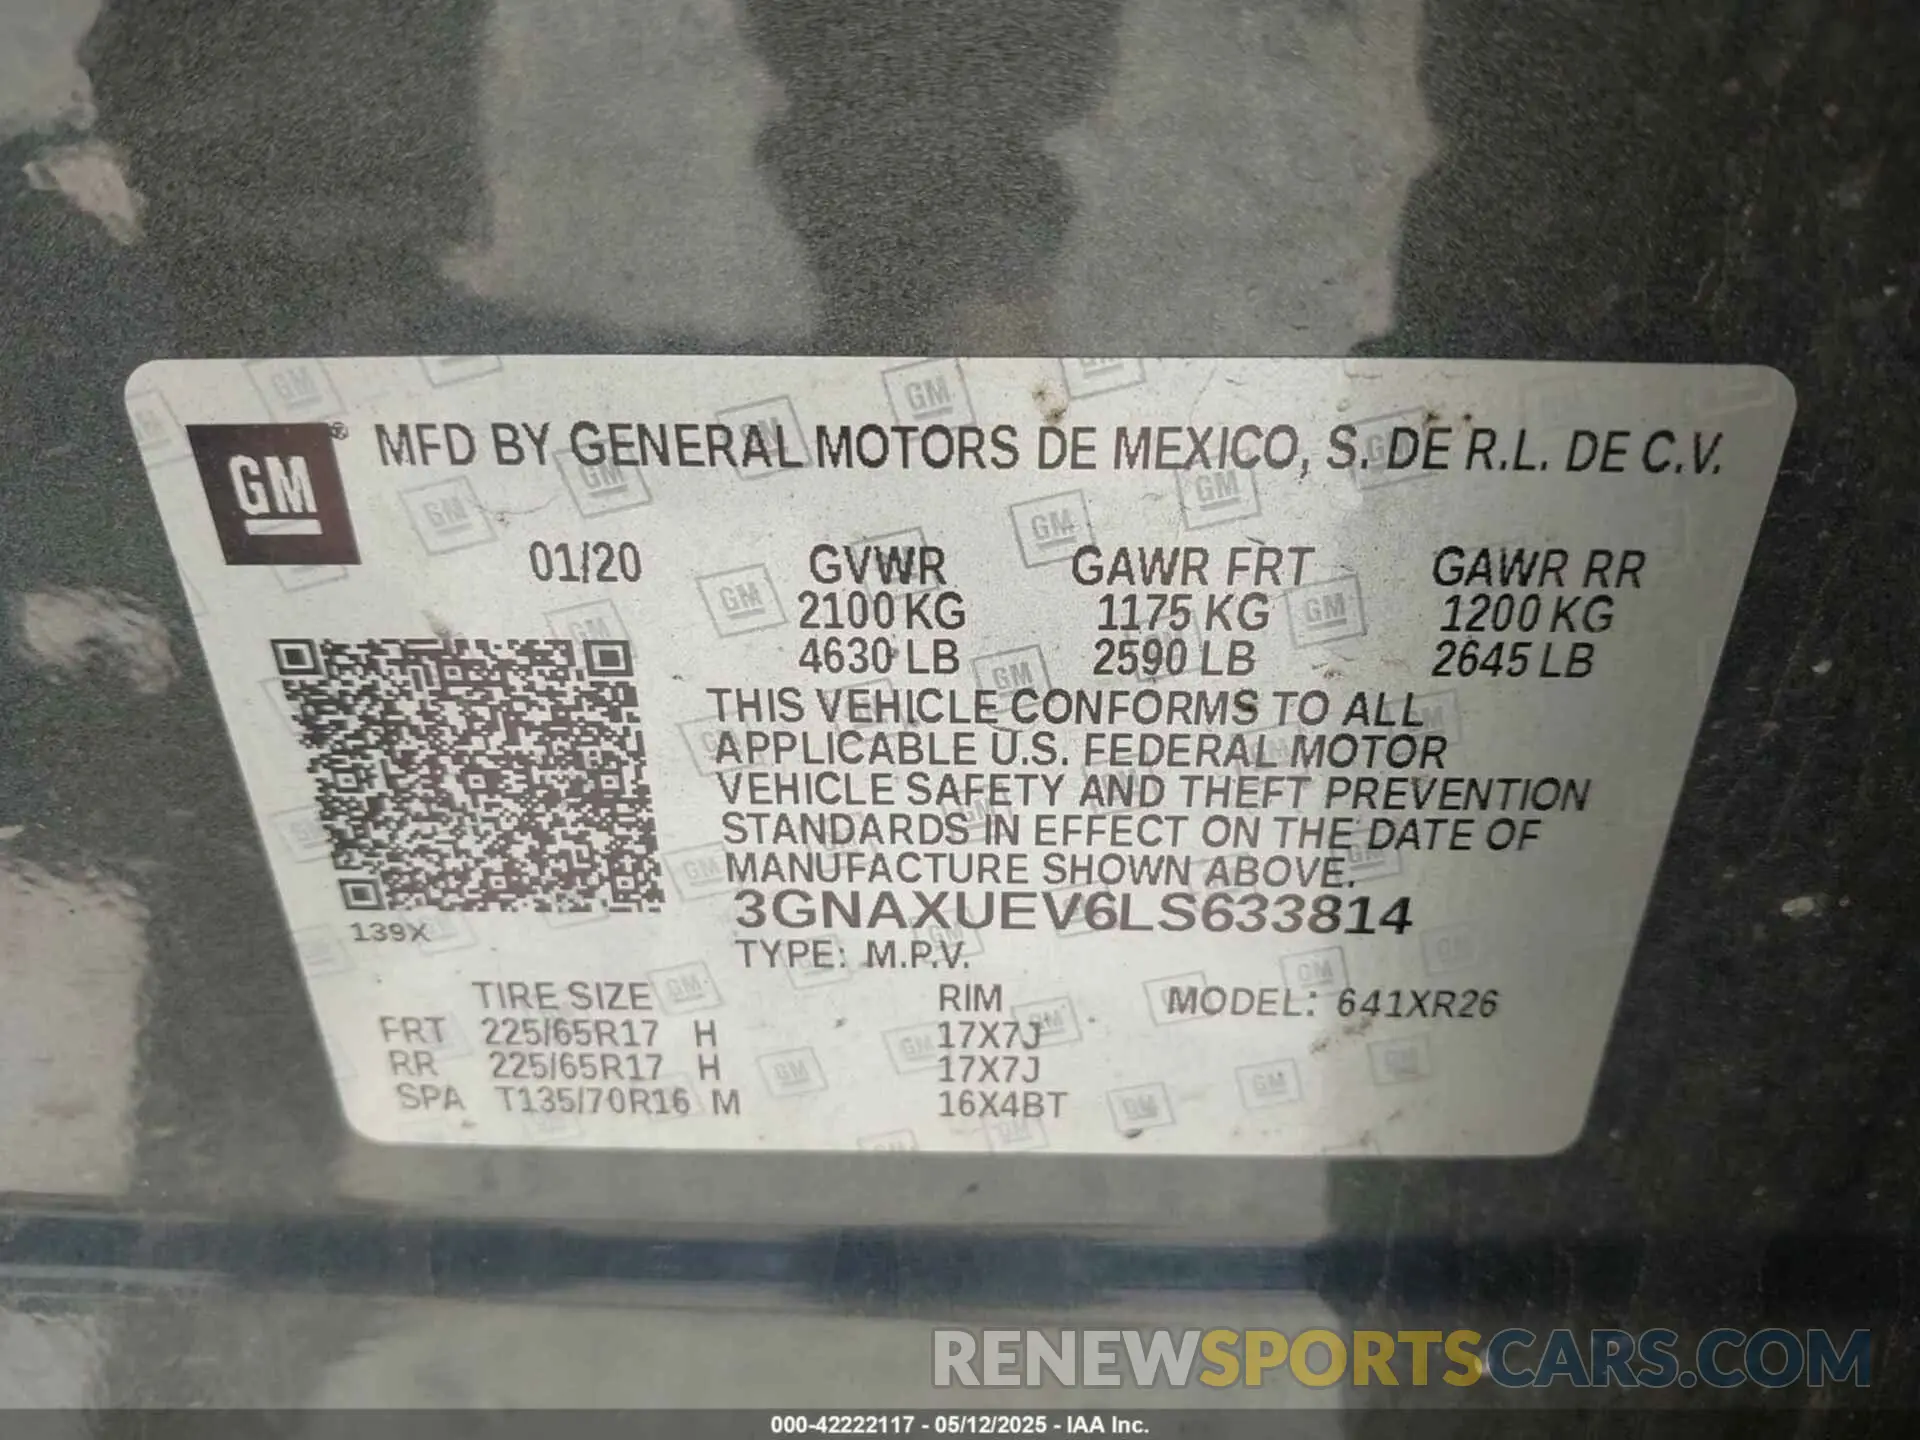 GM® MFD BY GENERAL MOTORS DE MEXICO, S. DE R.L. DE C.V.
01/20 GVWR GAWR FRT GAWR RR
2100 KG 1175 KG 1200 KG
4630 LB 2590 LB 2645 LB
THIS VEHICLE CONFORMS TO ALL
APPLICABLE U.S. FEDERAL MOTOR
VEHICLE SAFETY AND THEFT PREVENTION
STANDARDS IN EFFECT ON THE DATE OF
MANUFACTURE SHOWN ABOVE.
3GNAXUEV6LS633814
139X
TYPE: M.P.V.
TIRE SIZE RIM MODEL: 641XR26
FRT 225/65R17 H 17X7J
RR 225/65R17 H 17X7J
SPA T135/70R16 M 16X4BT
RENEWSPORTSCARS.COM
000-42222117 - 05/12/2025 - IAA Inc.